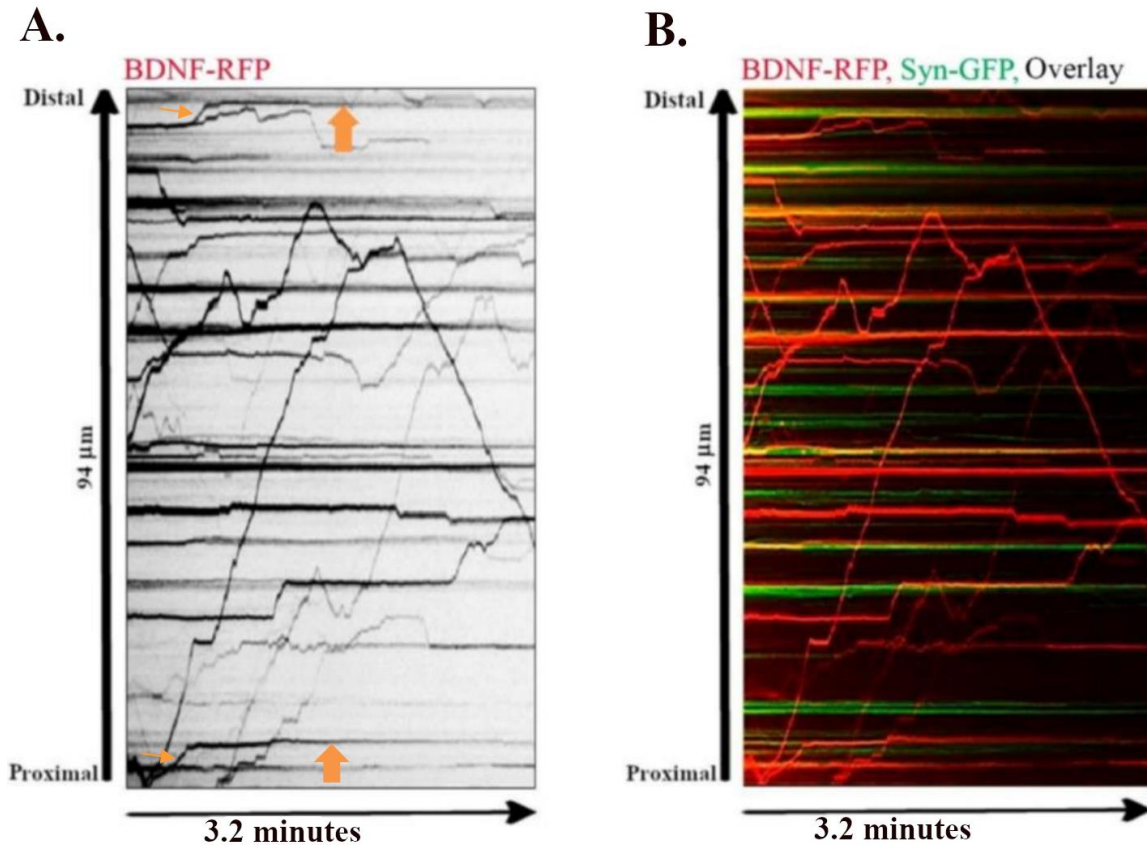 A.
BDNF-RFP
Distal
94 µm
Proximal
3.2 minutes
B.
BDNF-RFP, Syn-GFP, Overlay
Distal
94 µm
Proximal
3.2 minutes